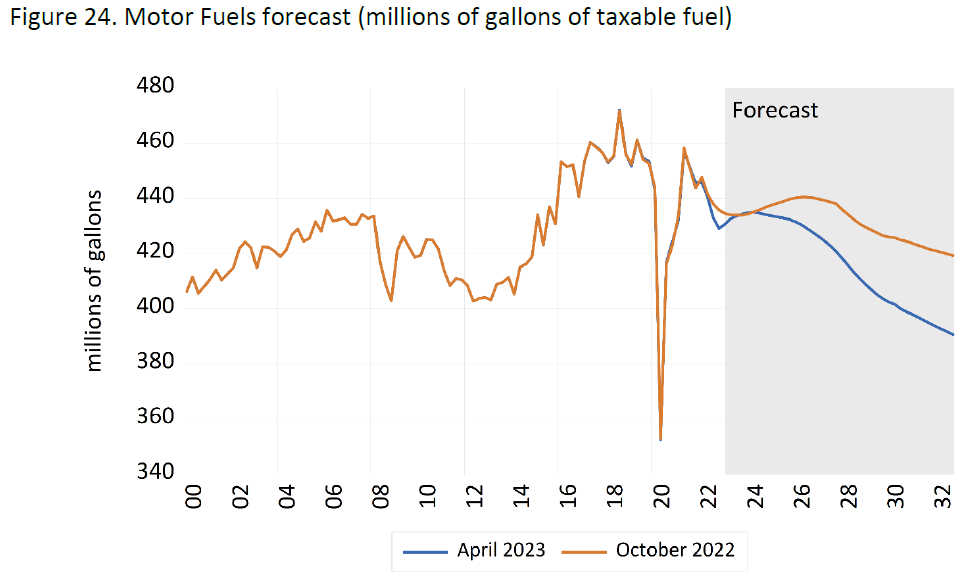 Figure 24. Motor Fuels forecast (millions of gallons of taxable fuel)
480
Forecast
460
440
420
400
380
360
340
millions of gallons
00 02 04 06 08 10 12 14 16 18 20 22 24 26 28 30 32
April 2023 October 2022